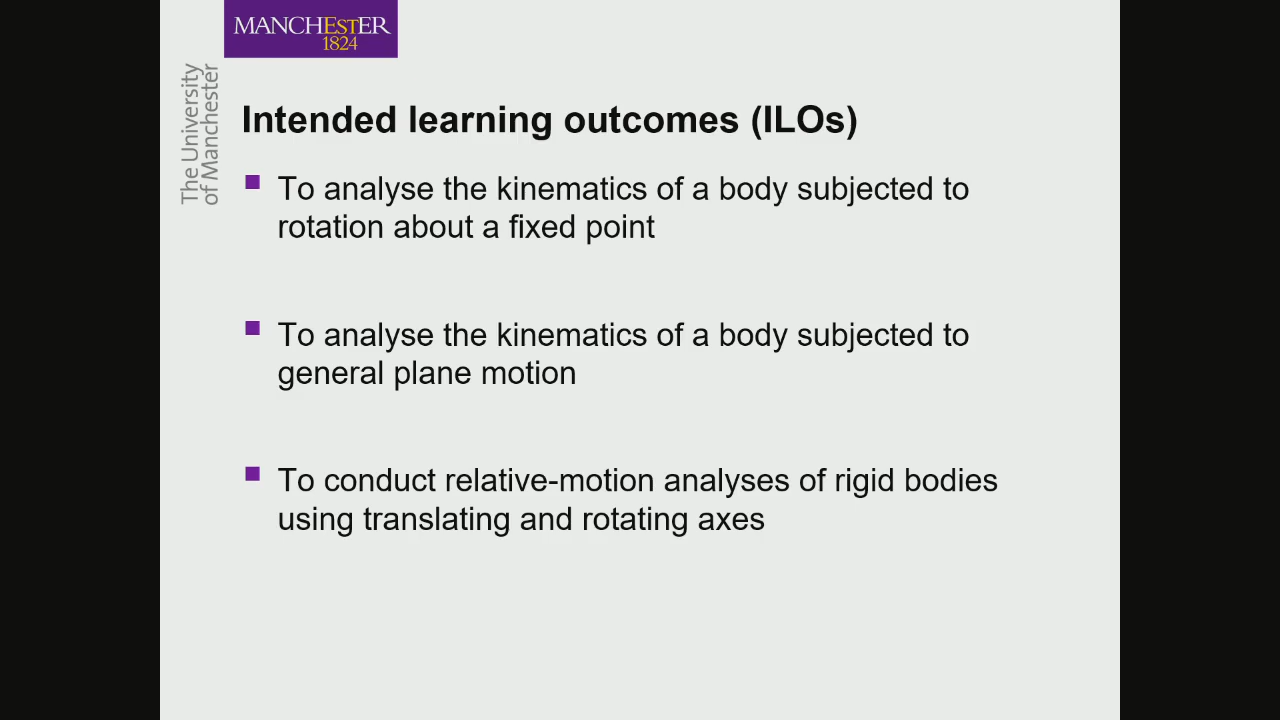 MANCHESTER
1824
The University
of Manchester
Intended learning outcomes (ILOs)
To analyse the kinematics of a body subjected to
rotation about a fixed point
To analyse the kinematics of a body subjected to
general plane motion
To conduct relative-motion analyses of rigid bodies
using translating and rotating axes